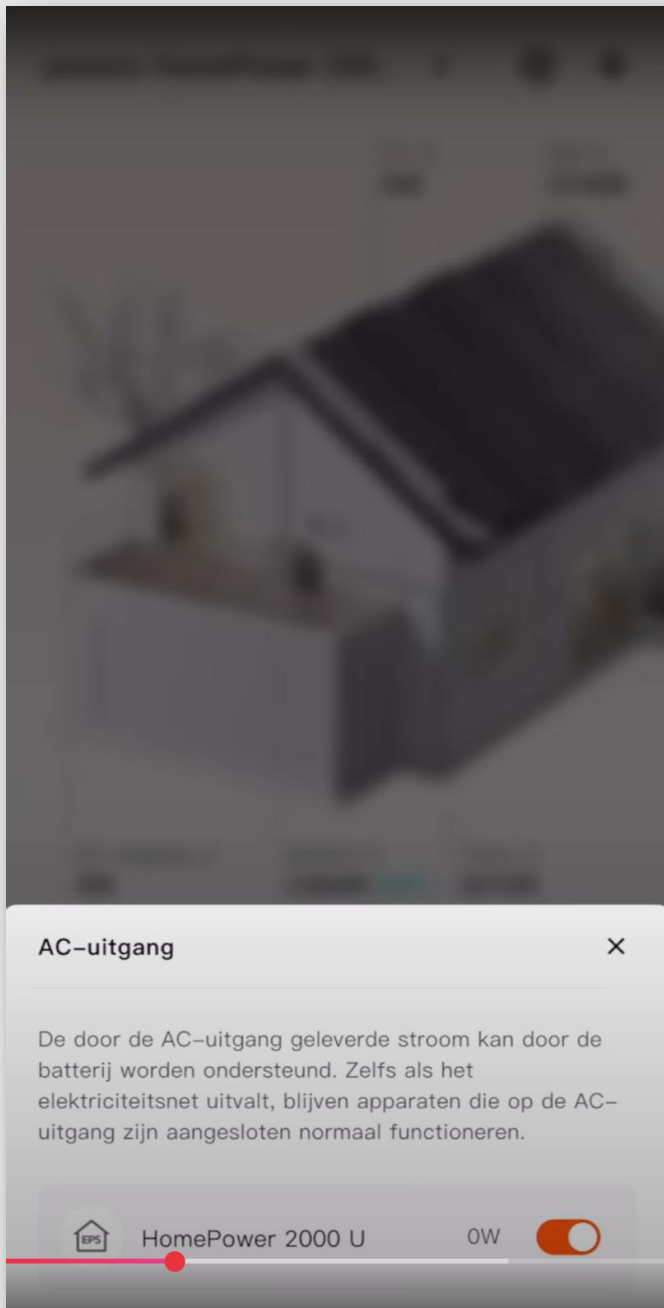 AC-uitgang
De door de AC-uitgang geleverde stroom kan door de
batterij worden ondersteund. Zelfs als het
elektriciteitsnet uitvalt, blijven apparaten die op de AC-
uitgang zijn aangesloten normaal functioneren.
EPS HomePower 2000 U 0W